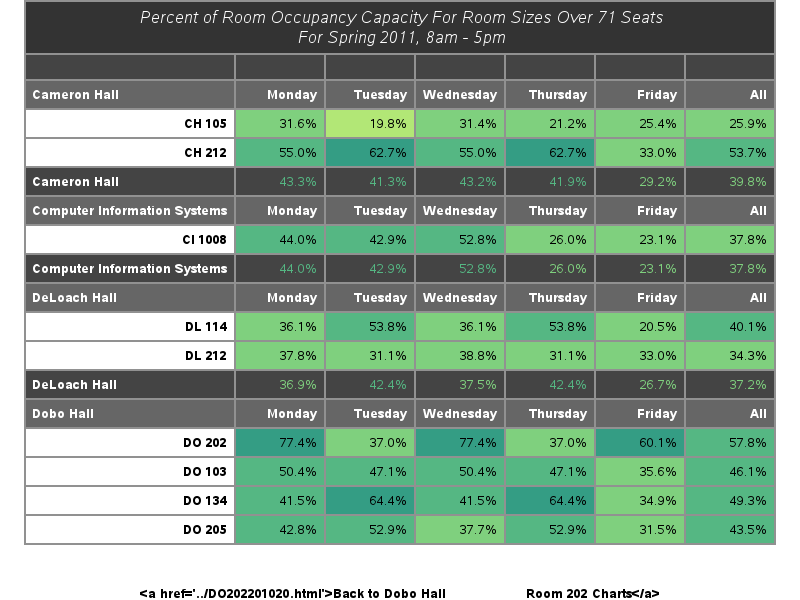 Percent of Room Occupancy Capacity For Room Sizes Over 71 Seats
For Spring 2011, 8am - 5pm
Cameron Hall Monday Tuesday Wednesday Thursday Friday All
CH 105 31.6% 19.8% 31.4% 21.2% 25.4% 25.9%
CH 212 55.0% 62.7% 55.0% 62.7% 33.0% 53.7%
Cameron Hall 43.3% 41.3% 43.2% 41.9% 29.2% 39.8%
Computer Information Systems Monday Tuesday Wednesday Thursday Friday All
CI 1008 44.0% 42.9% 52.8% 26.0% 23.1% 37.8%
Computer Information Systems 44.0% 42.9% 52.8% 26.0% 23.1% 37.8%
DeLoach Hall Monday Tuesday Wednesday Thursday Friday All
DL 114 36.1% 53.8% 36.1% 53.8% 20.5% 40.1%
DL 212 37.8% 31.1% 38.8% 31.1% 33.0% 34.3%
DeLoach Hall 36.9% 42.4% 37.5% 42.4% 26.7% 37.2%
Dobo Hall Monday Tuesday Wednesday Thursday Friday All
DO 202 77.4% 37.0% 77.4% 37.0% 60.1% 57.8%
DO 103 50.4% 47.1% 50.4% 47.1% 35.6% 46.1%
DO 134 41.5% 64.4% 41.5% 64.4% 34.9% 49.3%
DO 205 42.8% 52.9% 37.7% 52.9% 31.5% 43.5%
<a href='../DO202201020.html'>Back to Dobo Hall Room 202 Charts</a>